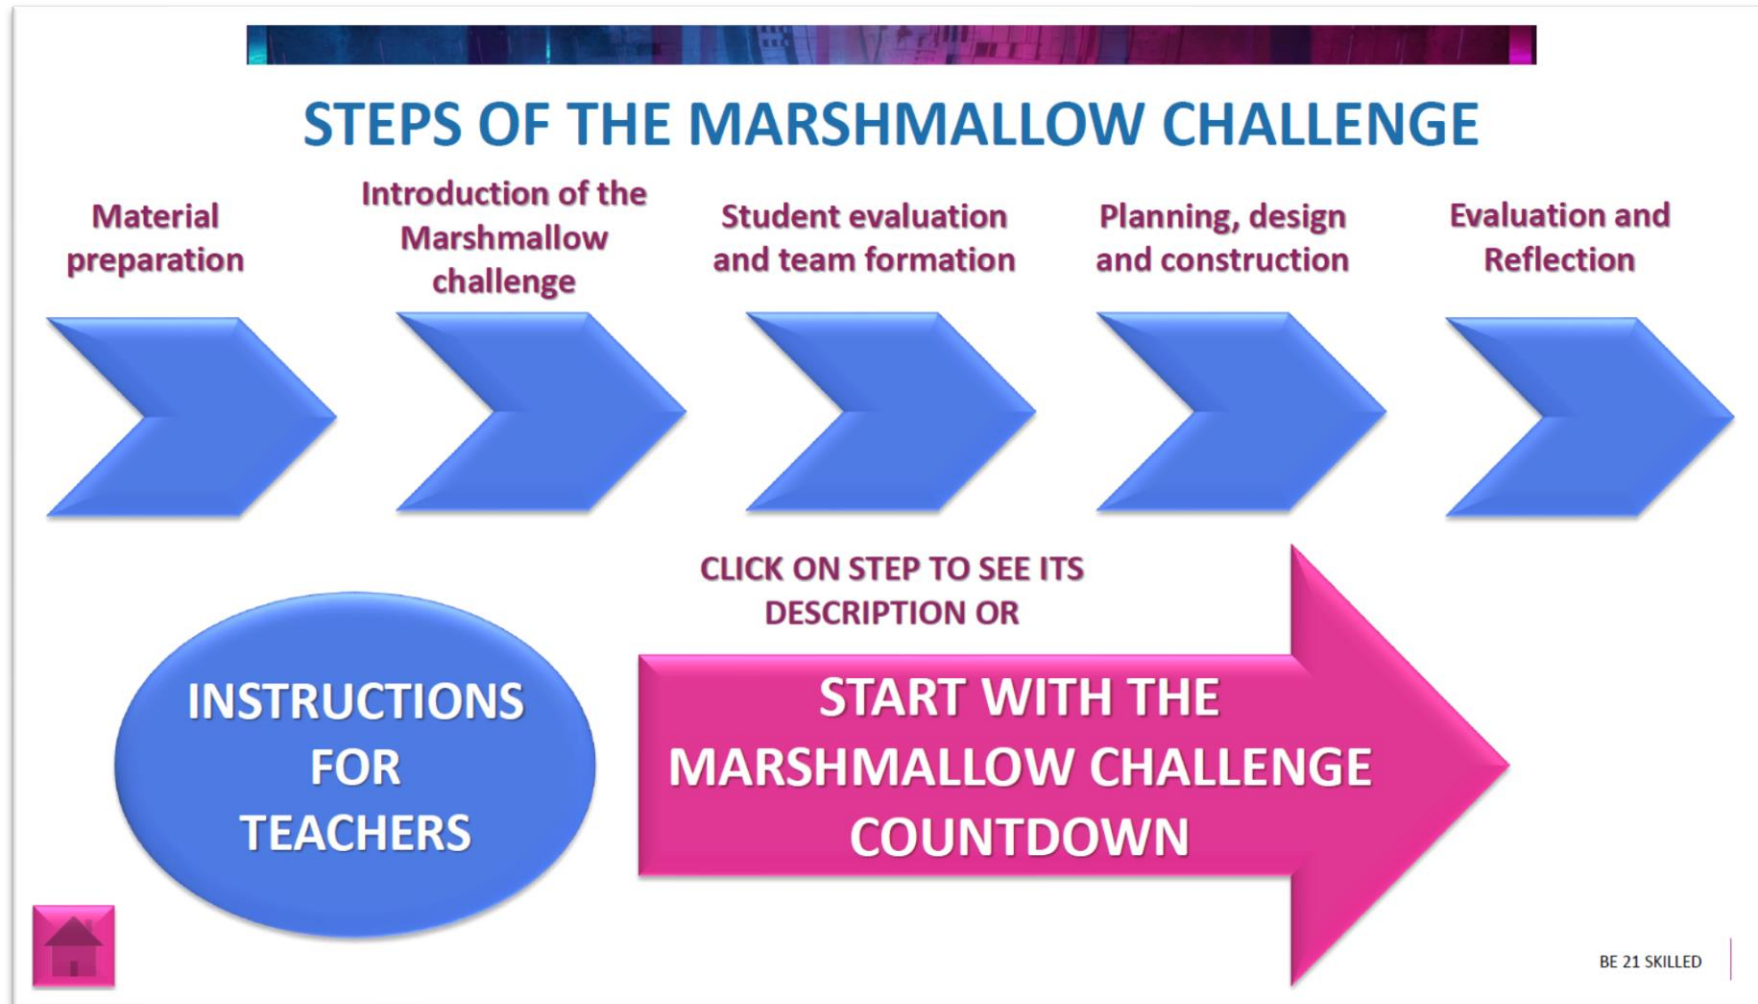 STEPS OF THE MARSHMALLOW CHALLENGE
Material
preparation
Introduction of the
Marshmallow
challenge
Student evaluation
and team formation
Planning, design
and construction
Evaluation and
Reflection
CLICK ON STEP TO SEE ITS
DESCRIPTION OR
INSTRUCTIONS
FOR
TEACHERS
START WITH THE
MARSHMALLOW CHALLENGE
COUNTDOWN
BE 21 SKILLED